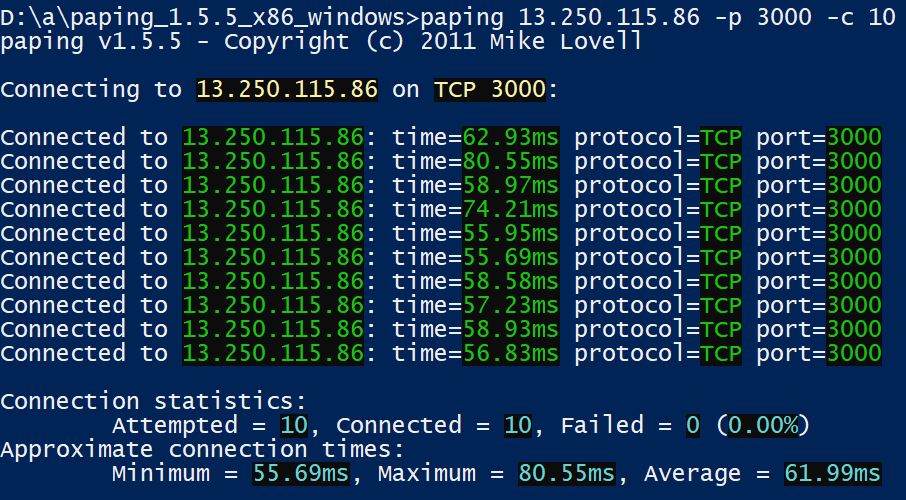 D:\a\paping_1.5.5_x86_windows>paping 13.250.115.86 -p 3000 -c 10
paping v1.5.5 - Copyright (c) 2011 Mike Lovell
Connecting to 13.250.115.86 on TCP 3000:
Connected to 13.250.115.86: time=62.93ms protocol=TCP port=3000
Connected to 13.250.115.86: time=80.55ms protocol=TCP port=3000
Connected to 13.250.115.86: time=58.97ms protocol=TCP port=3000
Connected to 13.250.115.86: time=74.21ms protocol=TCP port=3000
Connected to 13.250.115.86: time=55.95ms protocol=TCP port=3000
Connected to 13.250.115.86: time=55.69ms protocol=TCP port=3000
Connected to 13.250.115.86: time=58.58ms protocol=TCP port=3000
Connected to 13.250.115.86: time=57.23ms protocol=TCP port=3000
Connected to 13.250.115.86: time=58.93ms protocol=TCP port=3000
Connected to 13.250.115.86: time=56.83ms protocol=TCP port=3000
Connection statistics:
Attempted = 10, Connected = 10, Failed = 0 (0.00%)
Approximate connection times:
Minimum = 55.69ms, Maximum = 80.55ms, Average = 61.99ms